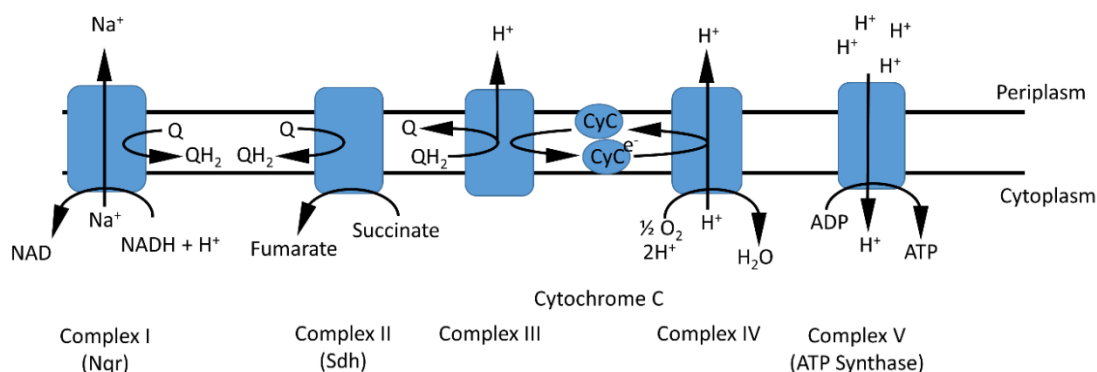 Na⁺
H⁺
H⁺
H⁺
H⁺
H⁺
H⁺
Periplasm
Q
QH₂
Q
QH₂
Q
QH₂
CyC
CyC
e⁻
Cytoplasm
Na⁺
NAD
NADH + H⁺
Fumarate
Succinate
½ O₂
2H⁺
H⁺
H₂O
ADP
H⁺
ATP
Cytochrome C
Complex I
(Nqr)
Complex II
(Sdh)
Complex III
Complex IV
Complex V
(ATP Synthase)